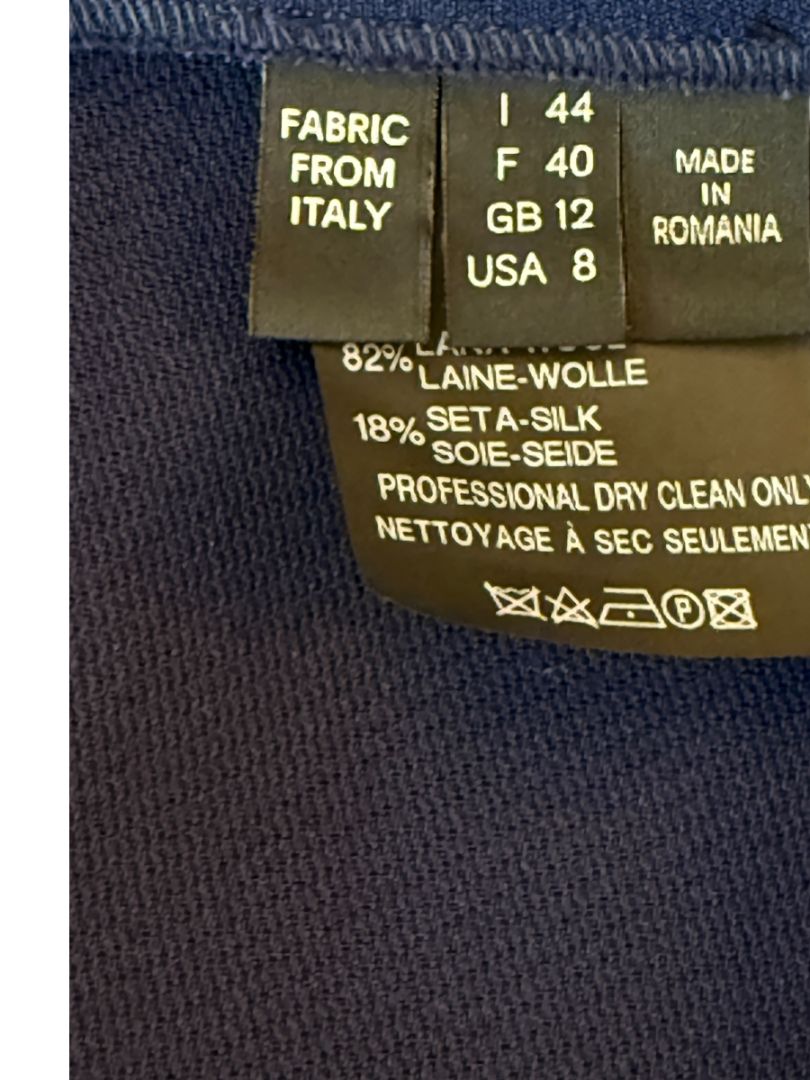 FABRIC
FROM
ITALY
I 44
F 40
GB 12
USA 8
MADE
IN
ROMANIA
82%
LAINE-WOLLE
18% SETA-SILK
SOIE-SEIDE
PROFESSIONAL DRY CLEAN ONLY
NETTOYAGE À SEC SEULEMEN
P